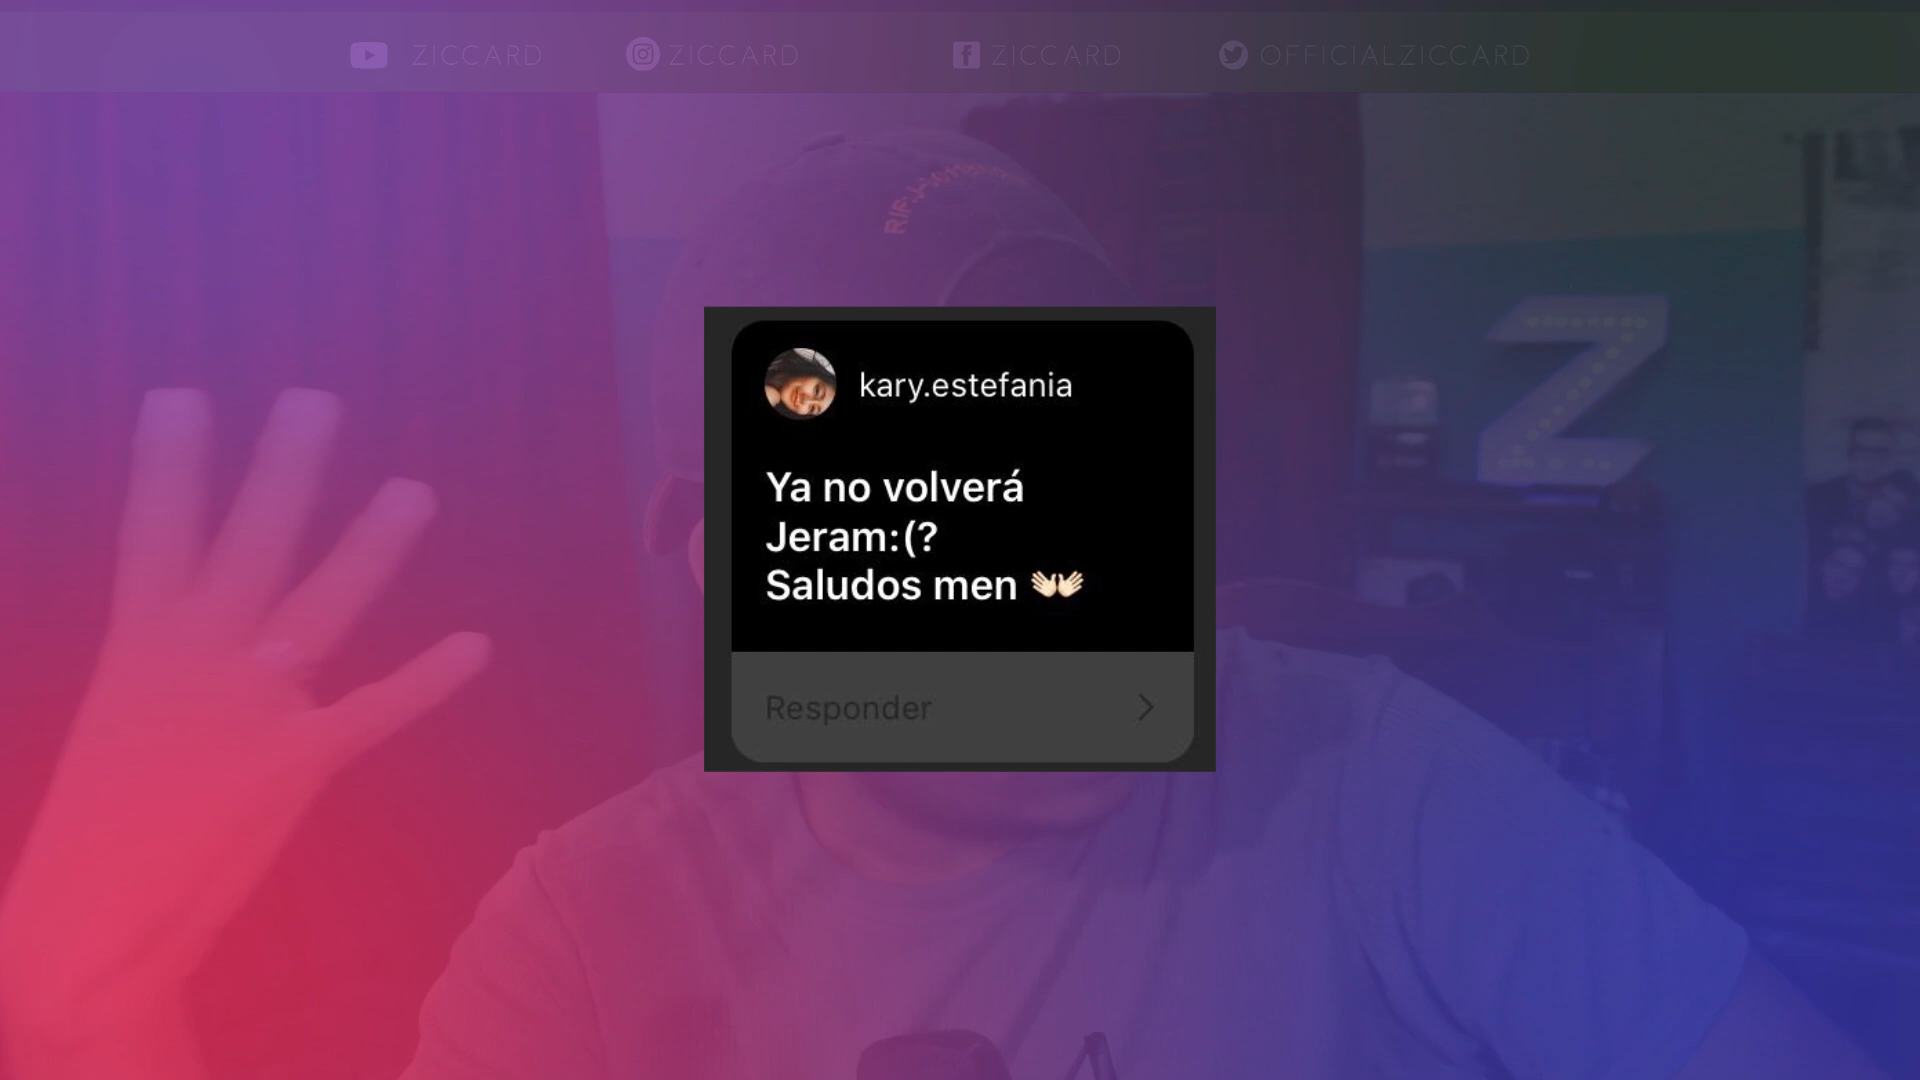 ZICCARD
ZICCARD
ZICCARD
OFFICIALZICCARD
kary.estefania
Ya no volverá
Jeram:(?
Saludos men 👐🏻
Responder